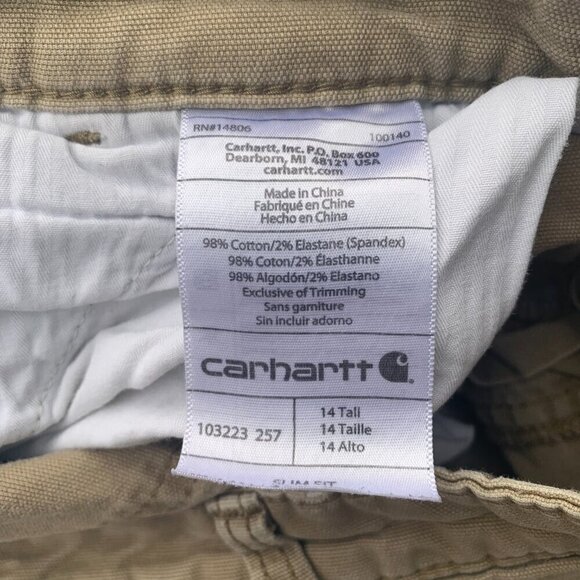 RN#14806 100140
Carhartt, Inc. P.O. Box 600
Dearborn, MI 48121 USA
carhartt.com
Made in China
Fabriqué en Chine
Hecho en China
98% Cotton/2% Elastane (Spandex)
98% Coton/2% Élasthanne
98% Algodón/2% Elastano
Exclusive of Trimming
Sans garniture
Sin incluir adorno
carhartt
103223 257
14 Tall
14 Taille
14 Alto
SLIM FIT